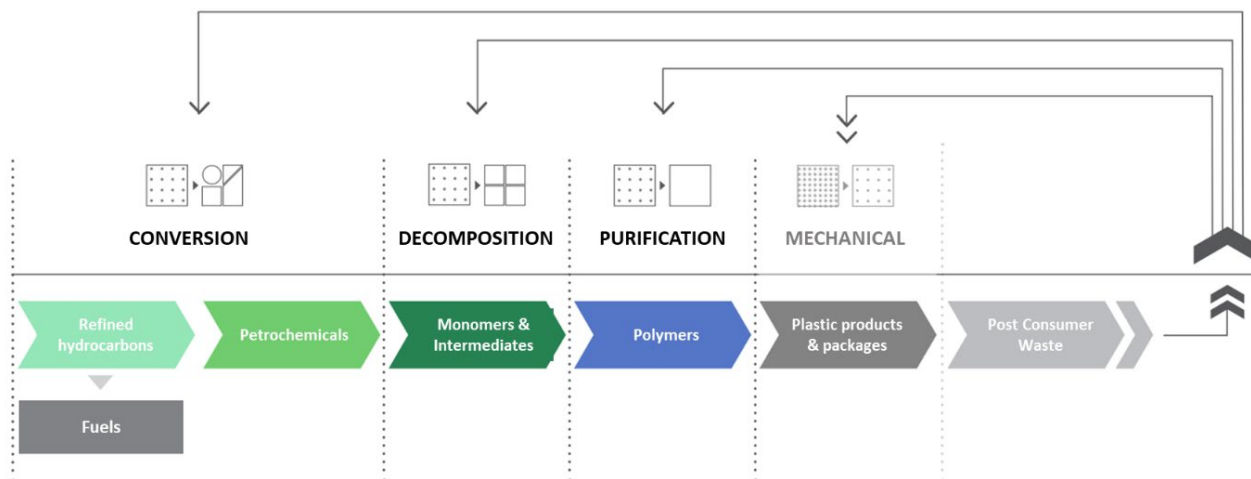 CONVERSION
DECOMPOSITION
PURIFICATION
MECHANICAL
Refined
hydrocarbons
Petrochemicals
Monomers &
Intermediates
Polymers
Plastic products
& packages
Post Consumer
Waste
Fuels